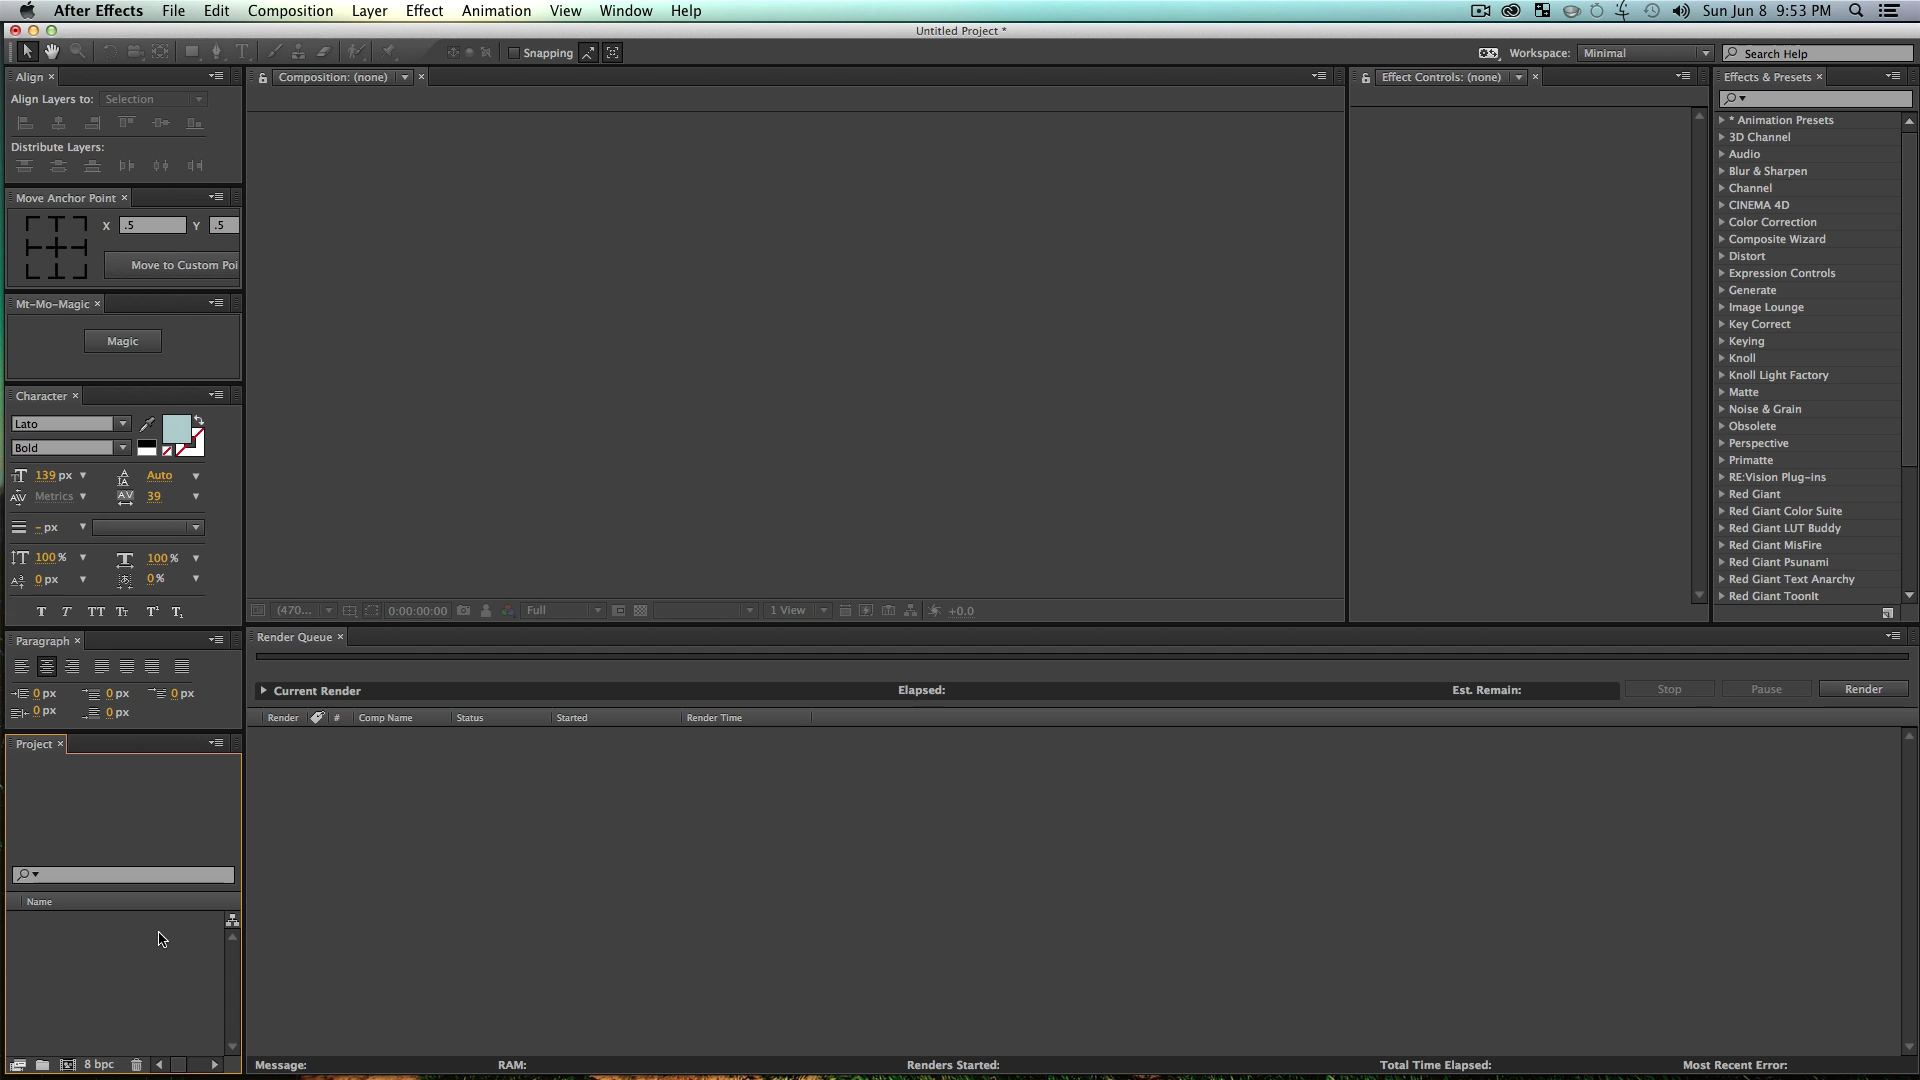 After Effects File Edit Composition Layer Effect Animation View Window Help Sun Jun 8 9:53 PM
Untitled Project *
Snapping Workspace: Minimal Search Help
Align
Align Layers to: Selection
Distribute Layers:
Move Anchor Point
X .5 Y .5
Move to Custom Poi
Mt-Mo-Magic
Magic
Character
Lato
Bold
139 px Auto
Metrics 39
- px
100 % 100 %
0 px 0 %
T T TT Tт T¹ T₁
Paragraph
0 px 0 px 0 px
0 px 0 px
Project
Name
8 bpc
Composition: (none)
(470... 0:00:00:00 Full 1 View +0.0
Effect Controls: (none)
Effects & Presets
* Animation Presets
3D Channel
Audio
Blur & Sharpen
Channel
CINEMA 4D
Color Correction
Composite Wizard
Distort
Expression Controls
Generate
Image Lounge
Key Correct
Keying
Knoll
Knoll Light Factory
Matte
Noise & Grain
Obsolete
Perspective
Primatte
RE:Vision Plug-ins
Red Giant
Red Giant Color Suite
Red Giant LUT Buddy
Red Giant MisFire
Red Giant Psunami
Red Giant Text Anarchy
Red Giant ToonIt
Render Queue
Current Render Elapsed: Est. Remain: Stop Pause Render
Render # Comp Name Status Started Render Time
Message: RAM: Renders Started: Total Time Elapsed: Most Recent Error: